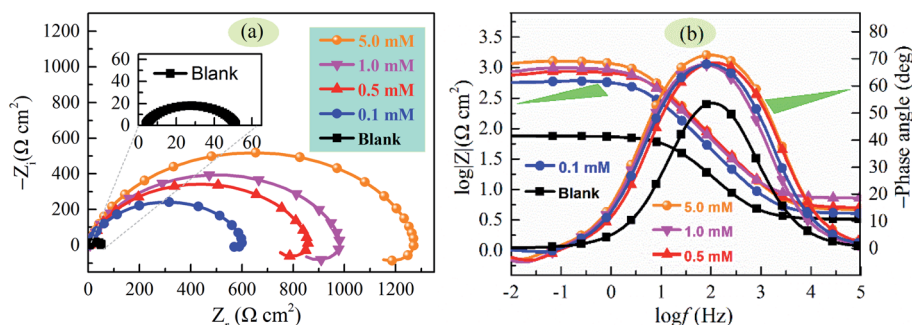 (a)
1200
1000
800
600
400
200
0
−Zᵢ(Ω cm²)
0 200 400 600 800 1000 1200
Zᵣ(Ω cm²)
60
40
20
0
0 20 40 60
Blank
5.0 mM
1.0 mM
0.5 mM
0.1 mM
Blank
(b)
3.5
3.0
2.5
2.0
1.5
1.0
0.5
0.0
log|Z|(Ω cm²)
80
70
60
50
40
30
20
10
0
−Phase angle (deg)
0.1 mM
Blank
5.0 mM
1.0 mM
0.5 mM
-2 -1 0 1 2 3 4 5
logf (Hz)